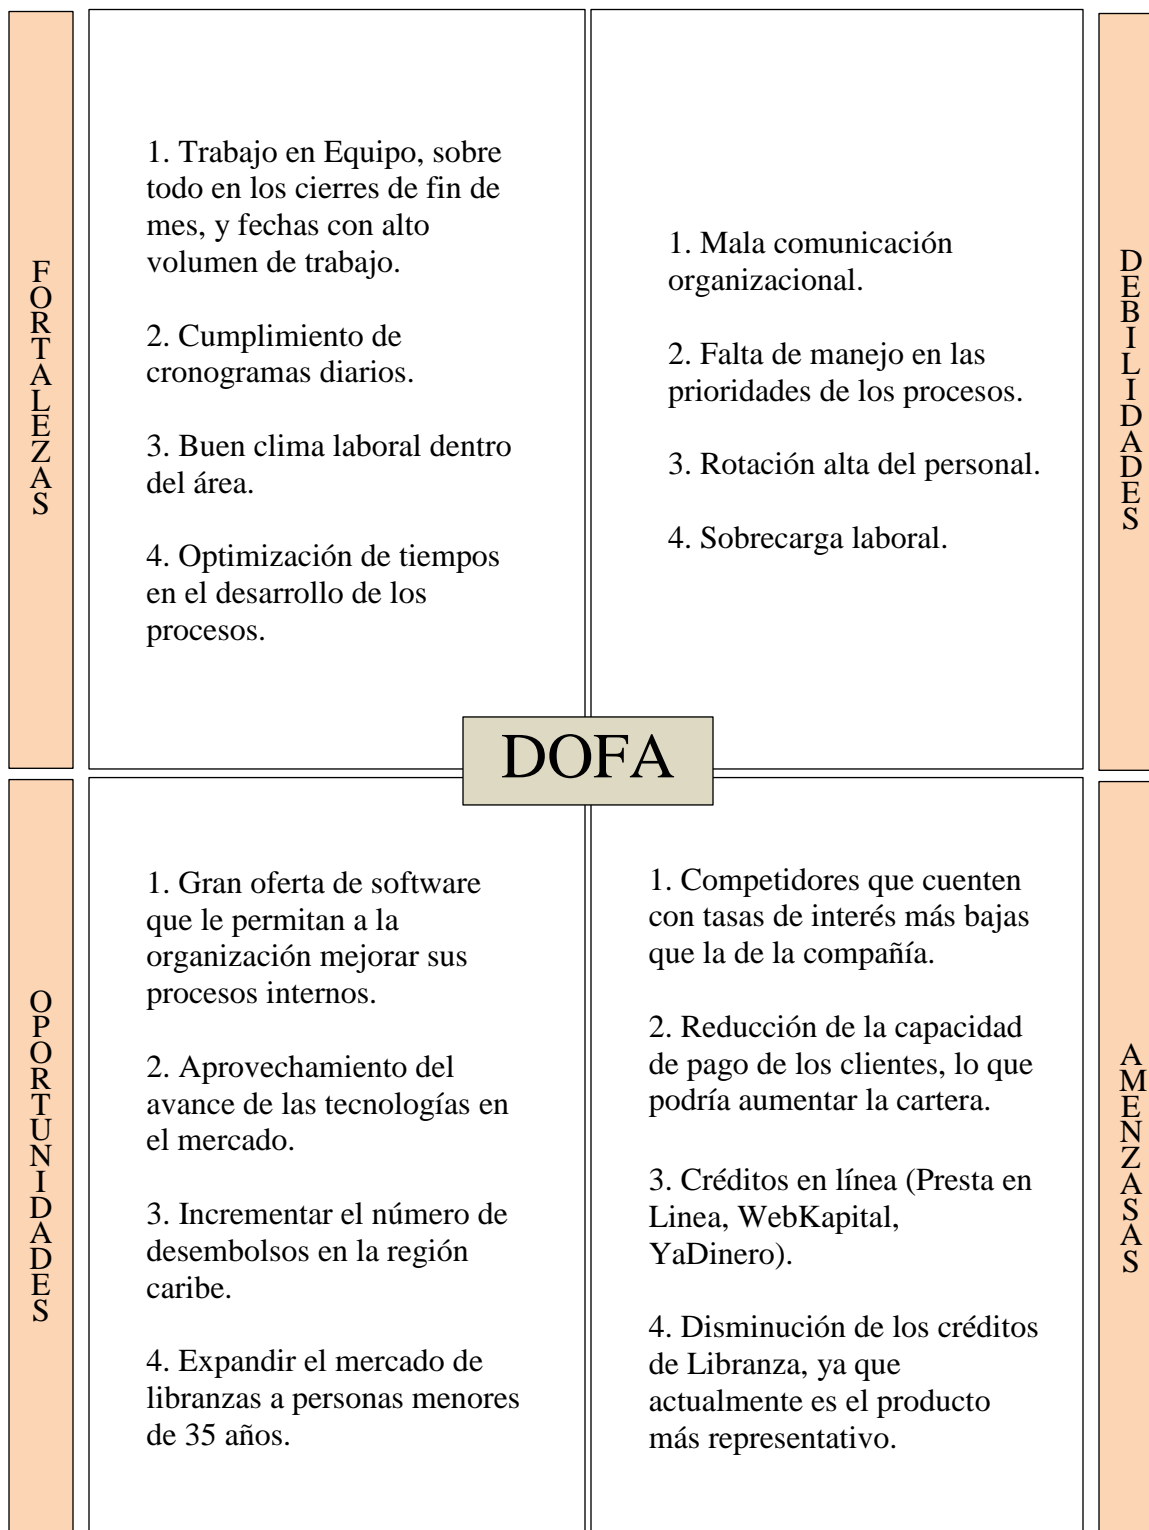 FORTALEZAS
1. Trabajo en Equipo, sobre
todo en los cierres de fin de
mes, y fechas con alto
volumen de trabajo.
2. Cumplimiento de
cronogramas diarios.
3. Buen clima laboral dentro
del área.
4. Optimización de tiempos
en el desarrollo de los
procesos.
1. Mala comunicación
organizacional.
2. Falta de manejo en las
prioridades de los procesos.
3. Rotación alta del personal.
4. Sobrecarga laboral.
DEBILIDADES
DOFA
OPORTUNIDADES
1. Gran oferta de software
que le permitan a la
organización mejorar sus
procesos internos.
2. Aprovechamiento del
avance de las tecnologías en
el mercado.
3. Incrementar el número de
desembolsos en la región
caribe.
4. Expandir el mercado de
libranzas a personas menores
de 35 años.
1. Competidores que cuenten
con tasas de interés más bajas
que la de la compañía.
2. Reducción de la capacidad
de pago de los clientes, lo que
podría aumentar la cartera.
3. Créditos en línea (Presta en
Linea, WebKapital,
YaDinero).
4. Disminución de los créditos
de Libranza, ya que
actualmente es el producto
más representativo.
AMENZASAS